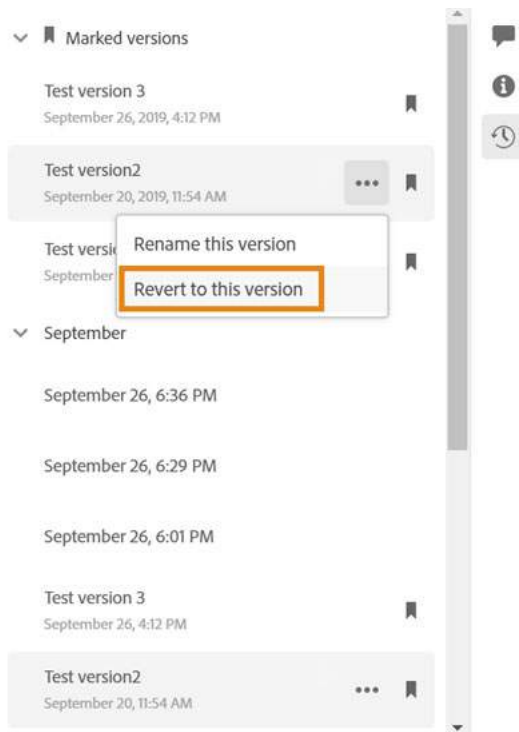 Marked versions
Test version 3
September 26, 2019, 4:12 PM
Test version2
September 20, 2019, 11:54 AM
Rename this version
Test
September
Revert to this version
September
September 26, 6:36 PM
September 26, 6:29 PM
September 26, 6:01 PM
Test version 3
September 26, 4:12 PM
Test version2
September 20, 11:54 AM